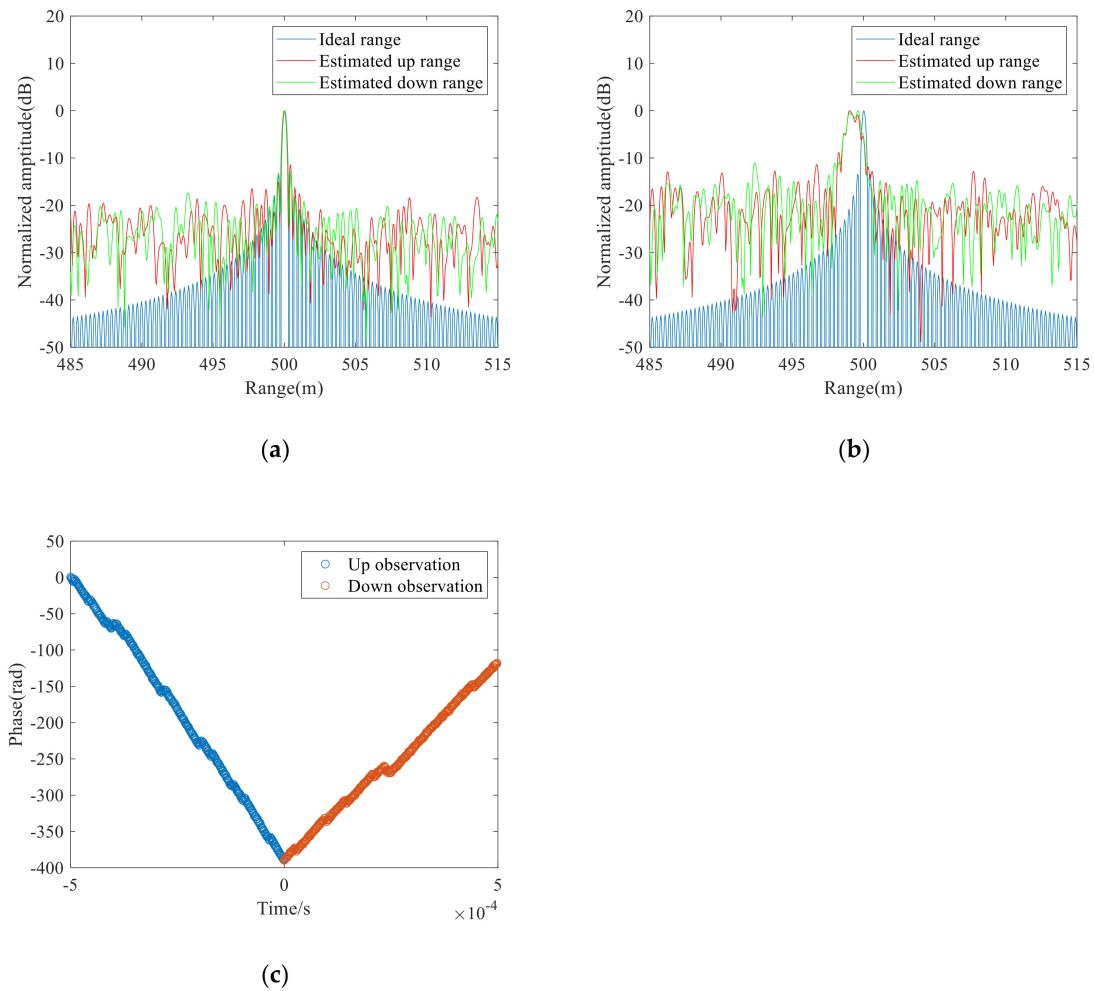 20
10
0
-10
-20
-30
-40
-50
Normalized amptitude(dB)
485 490 495 500 505 510 515
Range(m)
Ideal range
Estimated up range
Estimated down range
(a)
20
10
0
-10
-20
-30
-40
-50
Normalized amptitude(dB)
485 490 495 500 505 510 515
Range(m)
Ideal range
Estimated up range
Estimated down range
(b)
50
0
-50
-100
-150
-200
-250
-300
-350
-400
Phase(rad)
-5 0 5
Time/s
×10⁻⁴
Up observation
Down observation
(c)